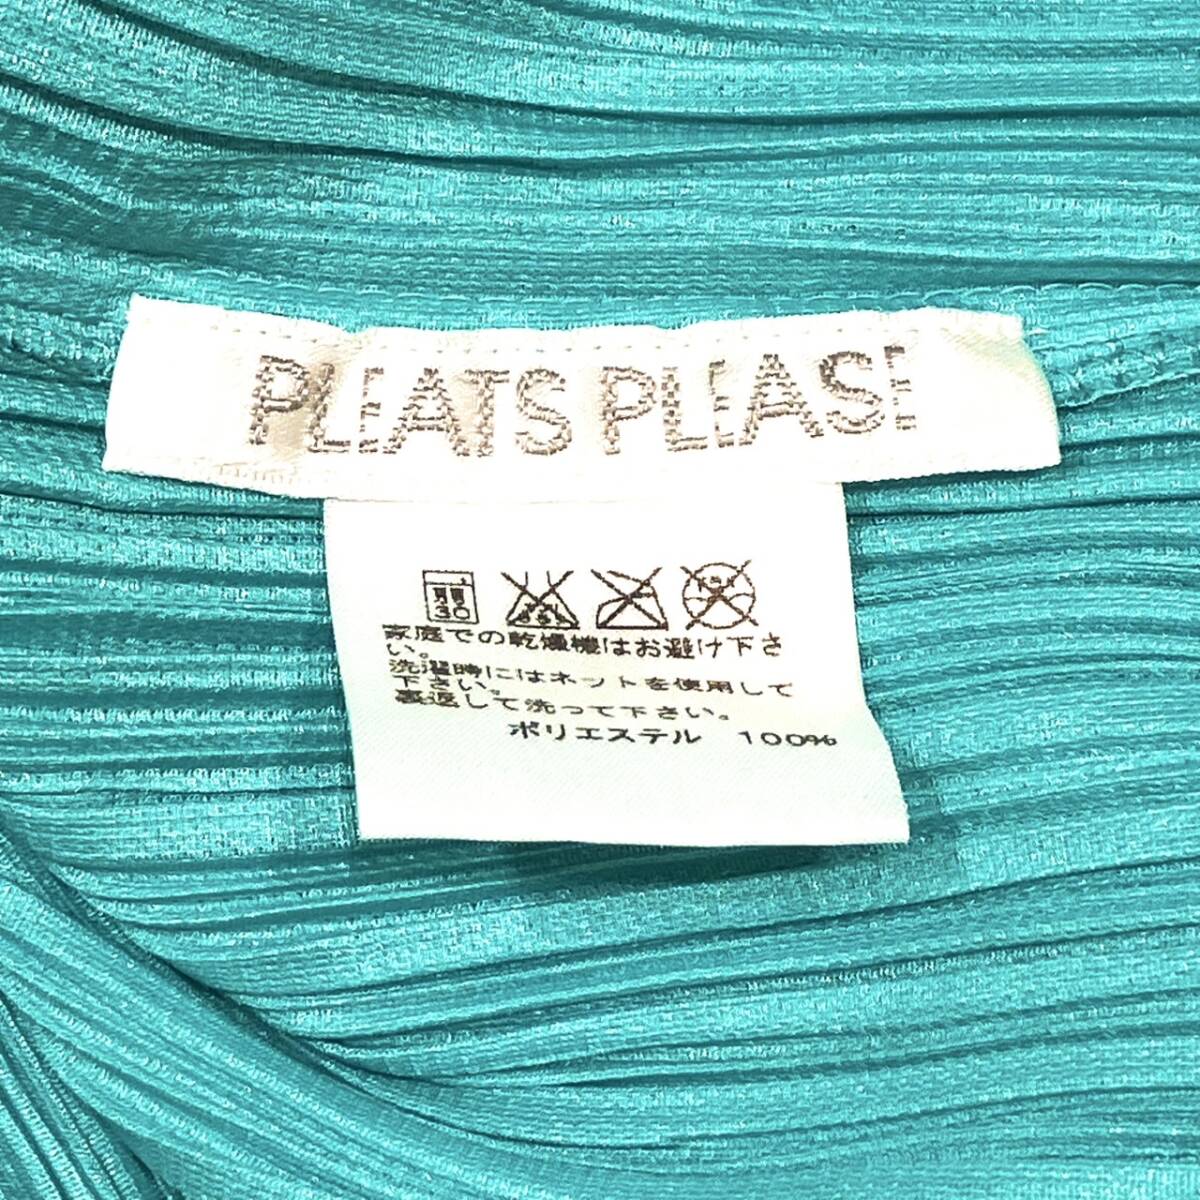 PLEATS PLEASE
30
家庭での乾燥機はお避け下さ
い。
洗濯時にはネットを使用して
下さい。
裏返して洗って下さい。
ポリエステル 100%